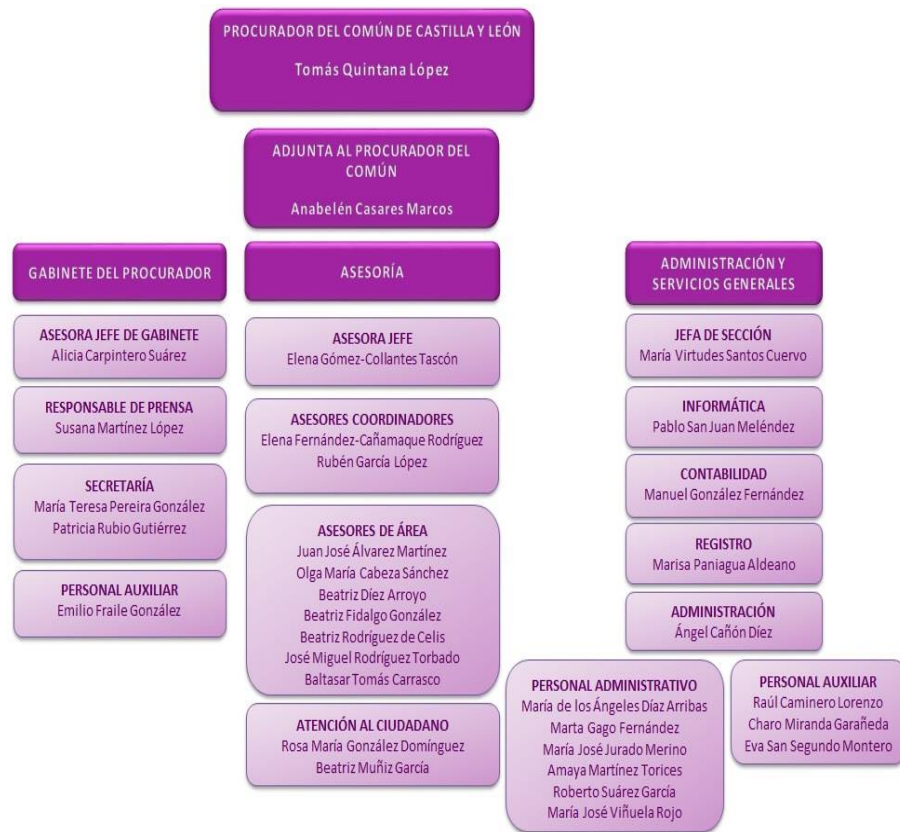 PROCURADOR DEL COMÚN DE CASTILLA Y LEÓN
Tomás Quintana López
ADJUNTA AL PROCURADOR DEL
COMÚN
Anabelén Casares Marcos
GABINETE DEL PROCURADOR
ASESORA JEFE DE GABINETE
Alicia Carpintero Suárez
RESPONSABLE DE PRENSA
Susana Martínez López
SECRETARÍA
María Teresa Pereira González
Patricia Rubio Gutiérrez
PERSONAL AUXILIAR
Emilio Fraile González
ASESORÍA
ASESORA JEFE
Elena Gómez-Collantes Tascón
ASESORES COORDINADORES
Elena Fernández-Cañamaque Rodríguez
Rubén García López
ASESORES DE ÁREA
Juan José Álvarez Martínez
Olga María Cabeza Sánchez
Beatriz Díez Arroyo
Beatriz Fidalgo González
Beatriz Rodríguez de Celis
José Miguel Rodríguez Torbado
Baltasar Tomás Carrasco
ATENCIÓN AL CIUDADANO
Rosa María González Domínguez
Beatriz Muñiz García
ADMINISTRACIÓN Y
SERVICIOS GENERALES
JEFA DE SECCIÓN
María Virtudes Santos Cuervo
INFORMÁTICA
Pablo San Juan Meléndez
CONTABILIDAD
Manuel González Fernández
REGISTRO
Marisa Paniagua Aldeano
ADMINISTRACIÓN
Ángel Cañón Díez
PERSONAL ADMINISTRATIVO
María de los Ángeles Díaz Arribas
Marta Gago Fernández
María José Jurado Merino
Amaya Martínez Torices
Roberto Suárez García
María José Viñuela Rojo
PERSONAL AUXILIAR
Raúl Caminero Lorenzo
Charo Miranda Garañeda
Eva San Segundo Montero